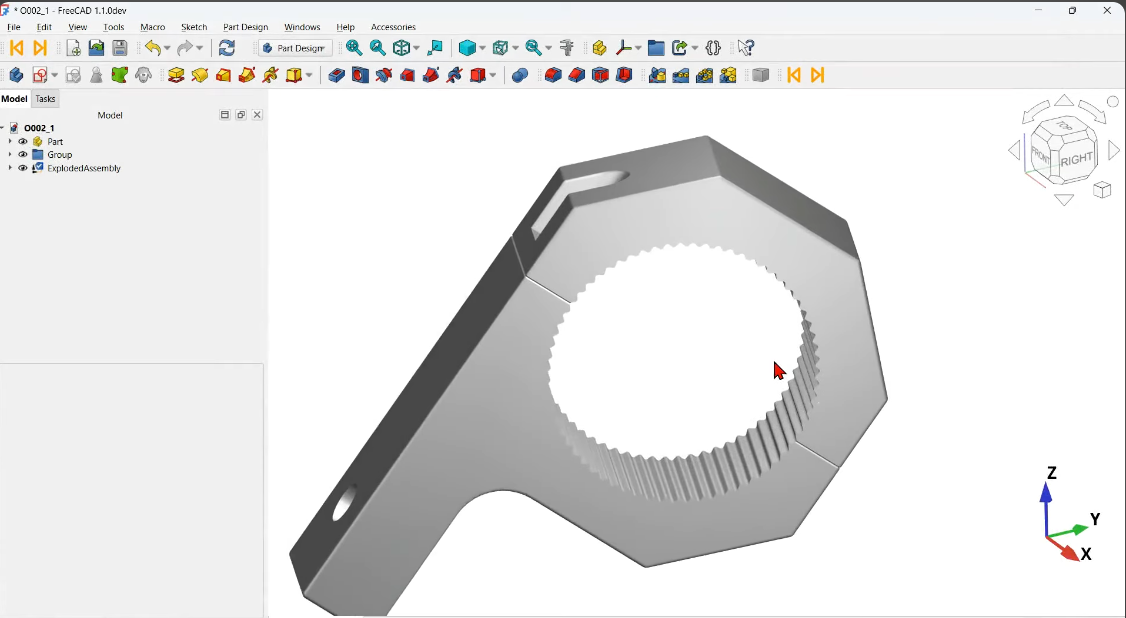 * O002_1 - FreeCAD 1.1.0dev
File Edit View Tools Macro Sketch Part Design Windows Help Accessories
Part Design
Model Tasks
Model
O002_1
Part
Group
ExplodedAssembly
TOP
FRONT RIGHT
Z
Y
X